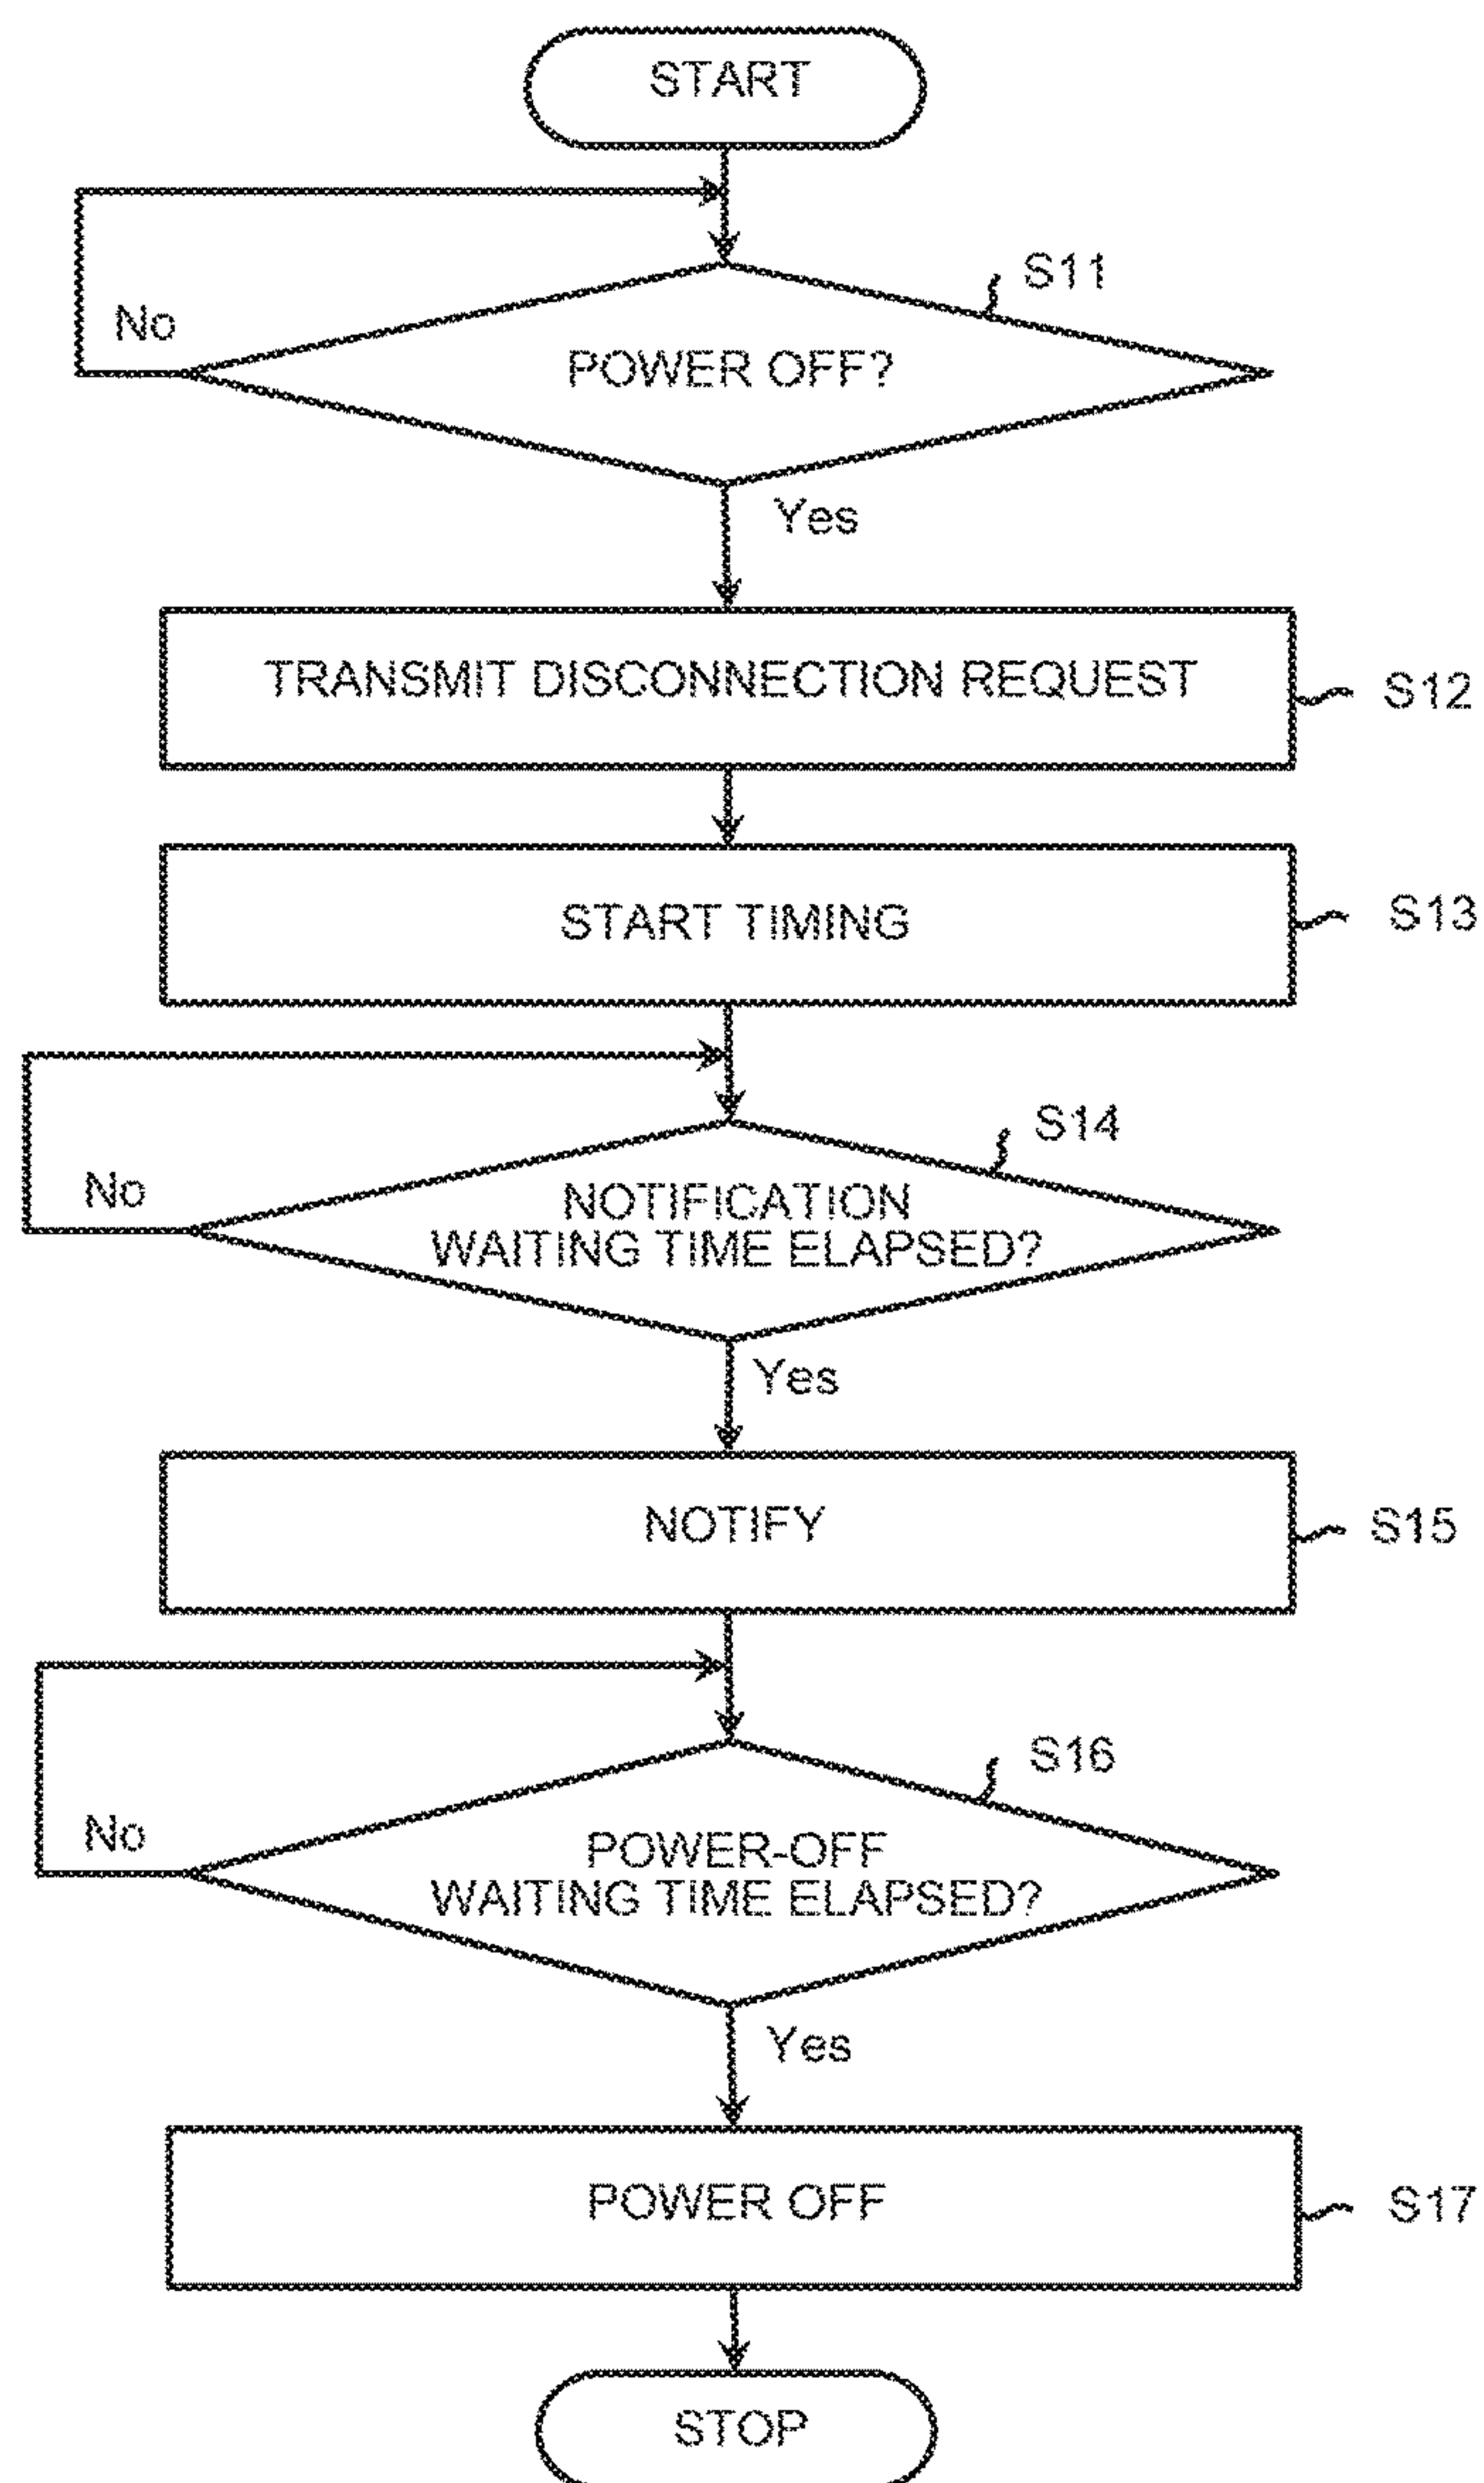 START
S11
No
POWER OFF?
Yes
TRANSMIT DISCONNECTION REQUEST
S12
START TIMING
S13
S14
No
NOTIFICATION
WAITING TIME ELAPSED?
Yes
NOTIFY
S15
S16
No
POWER-OFF
WAITING TIME ELAPSED?
Yes
POWER OFF
S17
STOP